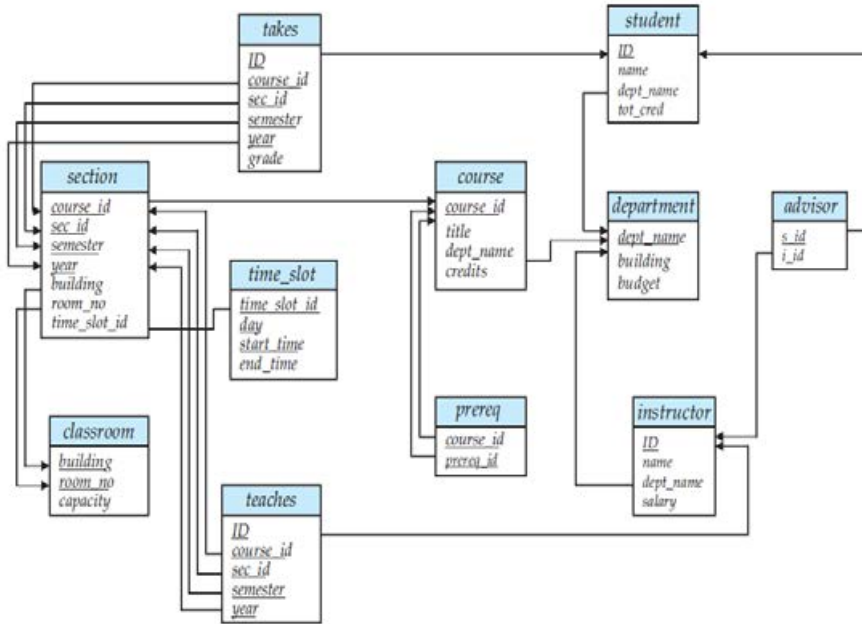 takes
ID
course_id
sec_id
semester
year
grade
student
ID
name
dept_name
tot_cred
section
course_id
sec_id
semester
year
building
room_no
time_slot_id
course
course_id
title
dept_name
credits
department
dept_name
building
budget
advisor
s_id
i_id
time_slot
time_slot_id
day
start_time
end_time
prereq
course_id
prereq_id
instructor
ID
name
dept_name
salary
classroom
building
room_no
capacity
teaches
ID
course_id
sec_id
semester
year